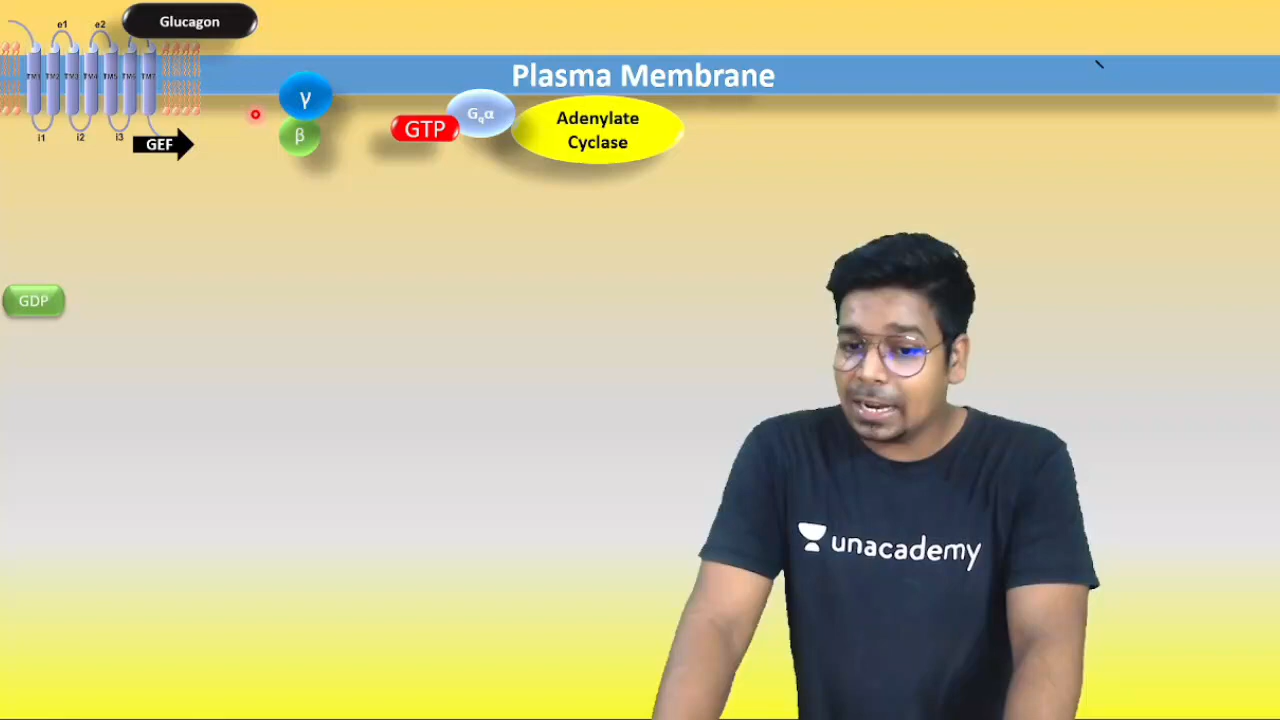 Glucagon
e1
e2
TM1
TM2
TM3
TM4
TM5
TM6
TM7
Plasma Membrane
γ
β
GTP
Gqα
Adenylate
Cyclase
i1
i2
i3
GEF
GDP
unacademy